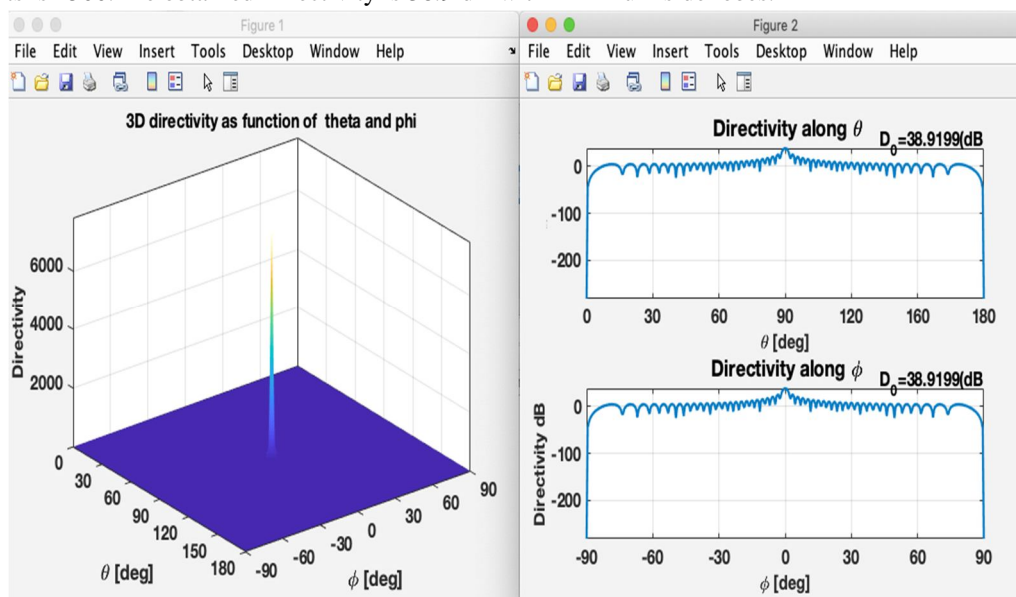 Figure 1
File Edit View Insert Tools Desktop Window Help
3D directivity as function of theta and phi
6000
4000
2000
Directivity
0
30
60
90
120
150
180
θ [deg]
-90
-60
-30
0
30
60
90
ϕ [deg]
Figure 2
File Edit View Insert Tools Desktop Window Help
Directivity along θ
D0=38.9199(dB
0
-100
-200
0 30 60 90 120 160 180
θ [deg]
Directivity along ϕ
D0=38.9199(dB
0
-100
-200
Directivity dB
-90 -60 -30 0 30 60 90
ϕ [deg]